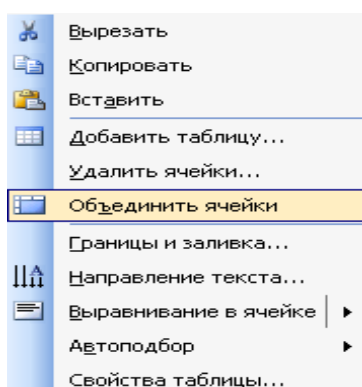 Вырезать
Копировать
Вставить
Добавить таблицу...
Удалить ячейки...
Объединить ячейки
Границы и заливка...
Направление текста...
Выравнивание в ячейке
Автоподбор
Свойства таблицы...